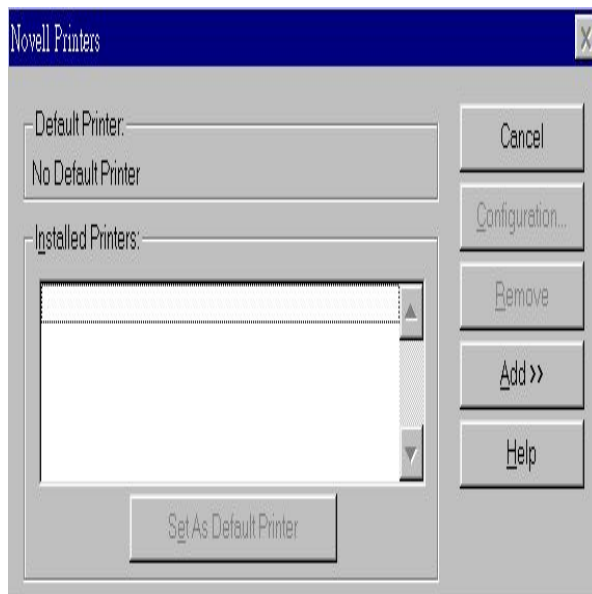 Novell Printers
Default Printer:
No Default Printer
Installed Printers:
Set As Default Printer
Cancel
Configuration...
Remove
Add >>
Help